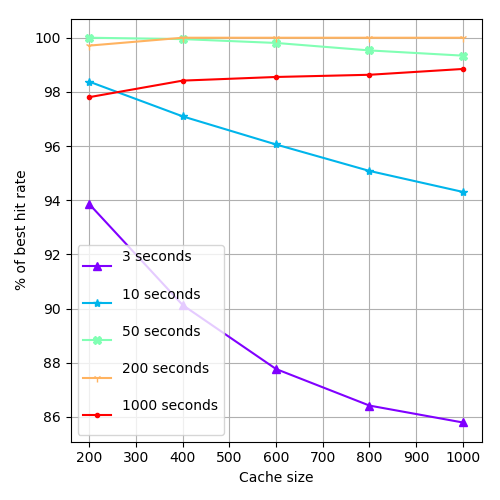 % of best hit rate
100
98
96
94
92
90
88
86
3 seconds
10 seconds
50 seconds
200 seconds
1000 seconds
200 300 400 500 600 700 800 900 1000
Cache size